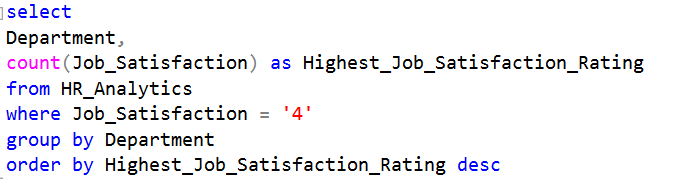 select
Department,
count(Job_Satisfaction) as Highest_Job_Satisfaction_Rating
from HR_Analytics
where Job_Satisfaction = '4'
group by Department
order by Highest_Job_Satisfaction_Rating desc